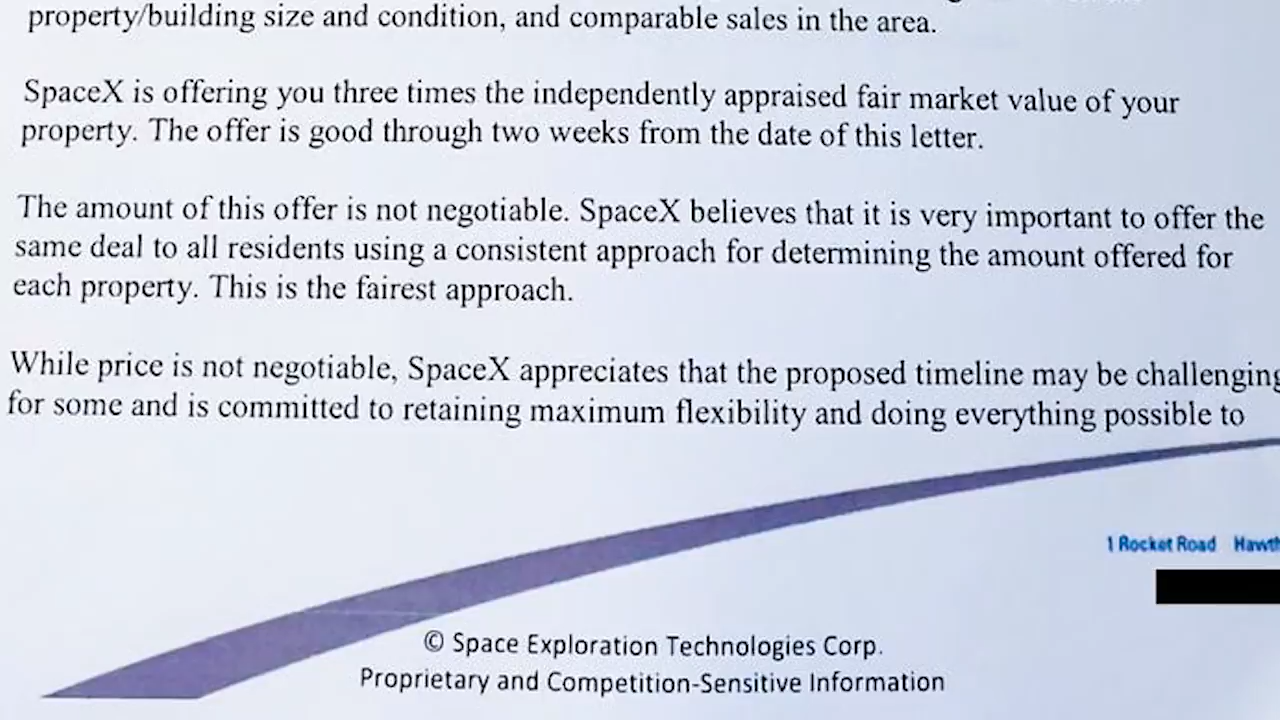 property/building size and condition, and comparable sales in the area.
SpaceX is offering you three times the independently appraised fair market value of your
property. The offer is good through two weeks from the date of this letter.
The amount of this offer is not negotiable. SpaceX believes that it is very important to offer the
same deal to all residents using a consistent approach for determining the amount offered for
each property. This is the fairest approach.
While price is not negotiable, SpaceX appreciates that the proposed timeline may be challenging
for some and is committed to retaining maximum flexibility and doing everything possible to
1 Rocket Road Hawth
© Space Exploration Technologies Corp.
Proprietary and Competition-Sensitive Information